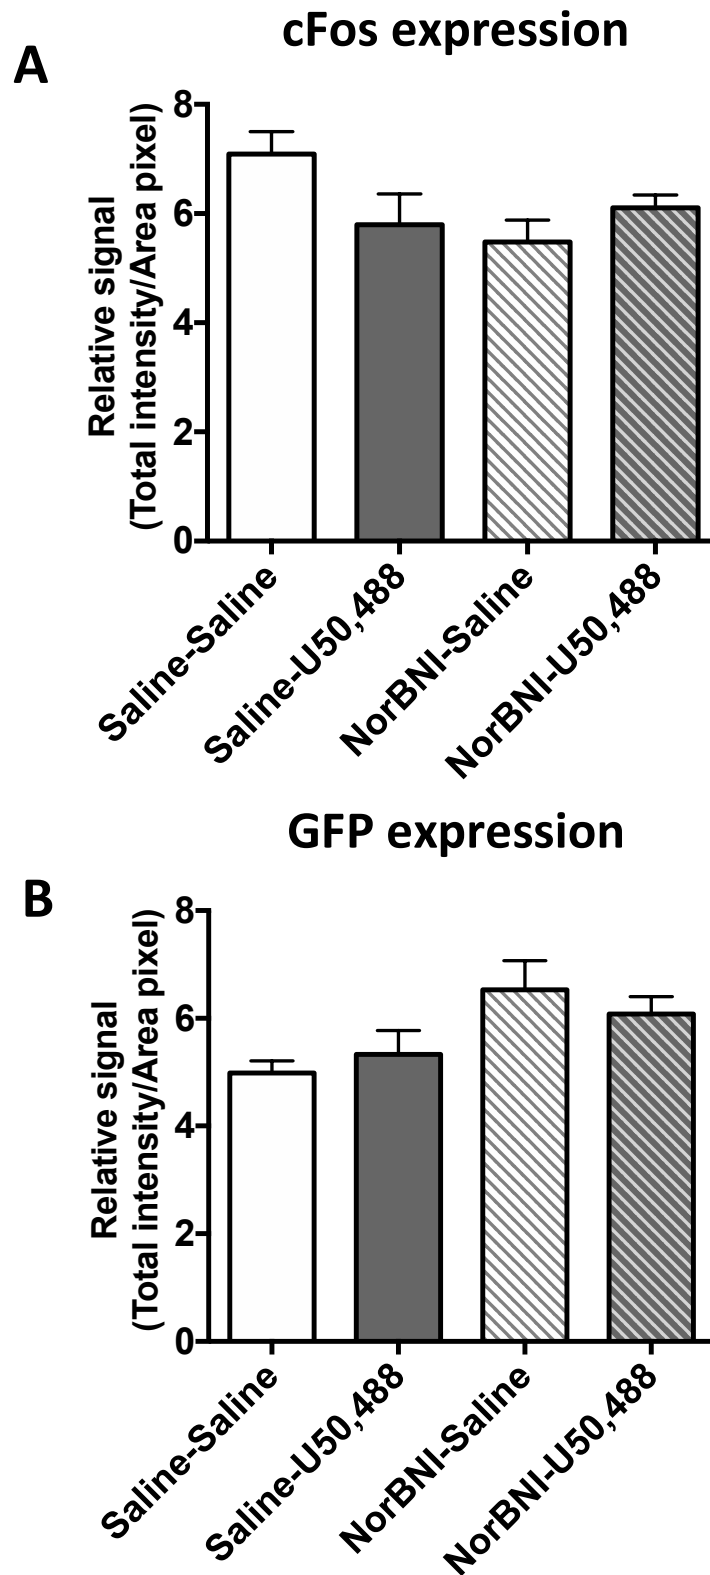 cFos expression
A
Relative signal
(Total intensity/Area pixel)
8
6
4
2
0
Saline-Saline
Saline-U50,488
NorBNI-Saline
NorBNI-U50,488
GFP expression
B
Relative signal
(Total intensity/Area pixel)
8
6
4
2
0
Saline-Saline
Saline-U50,488
NorBNI-Saline
NorBNI-U50,488